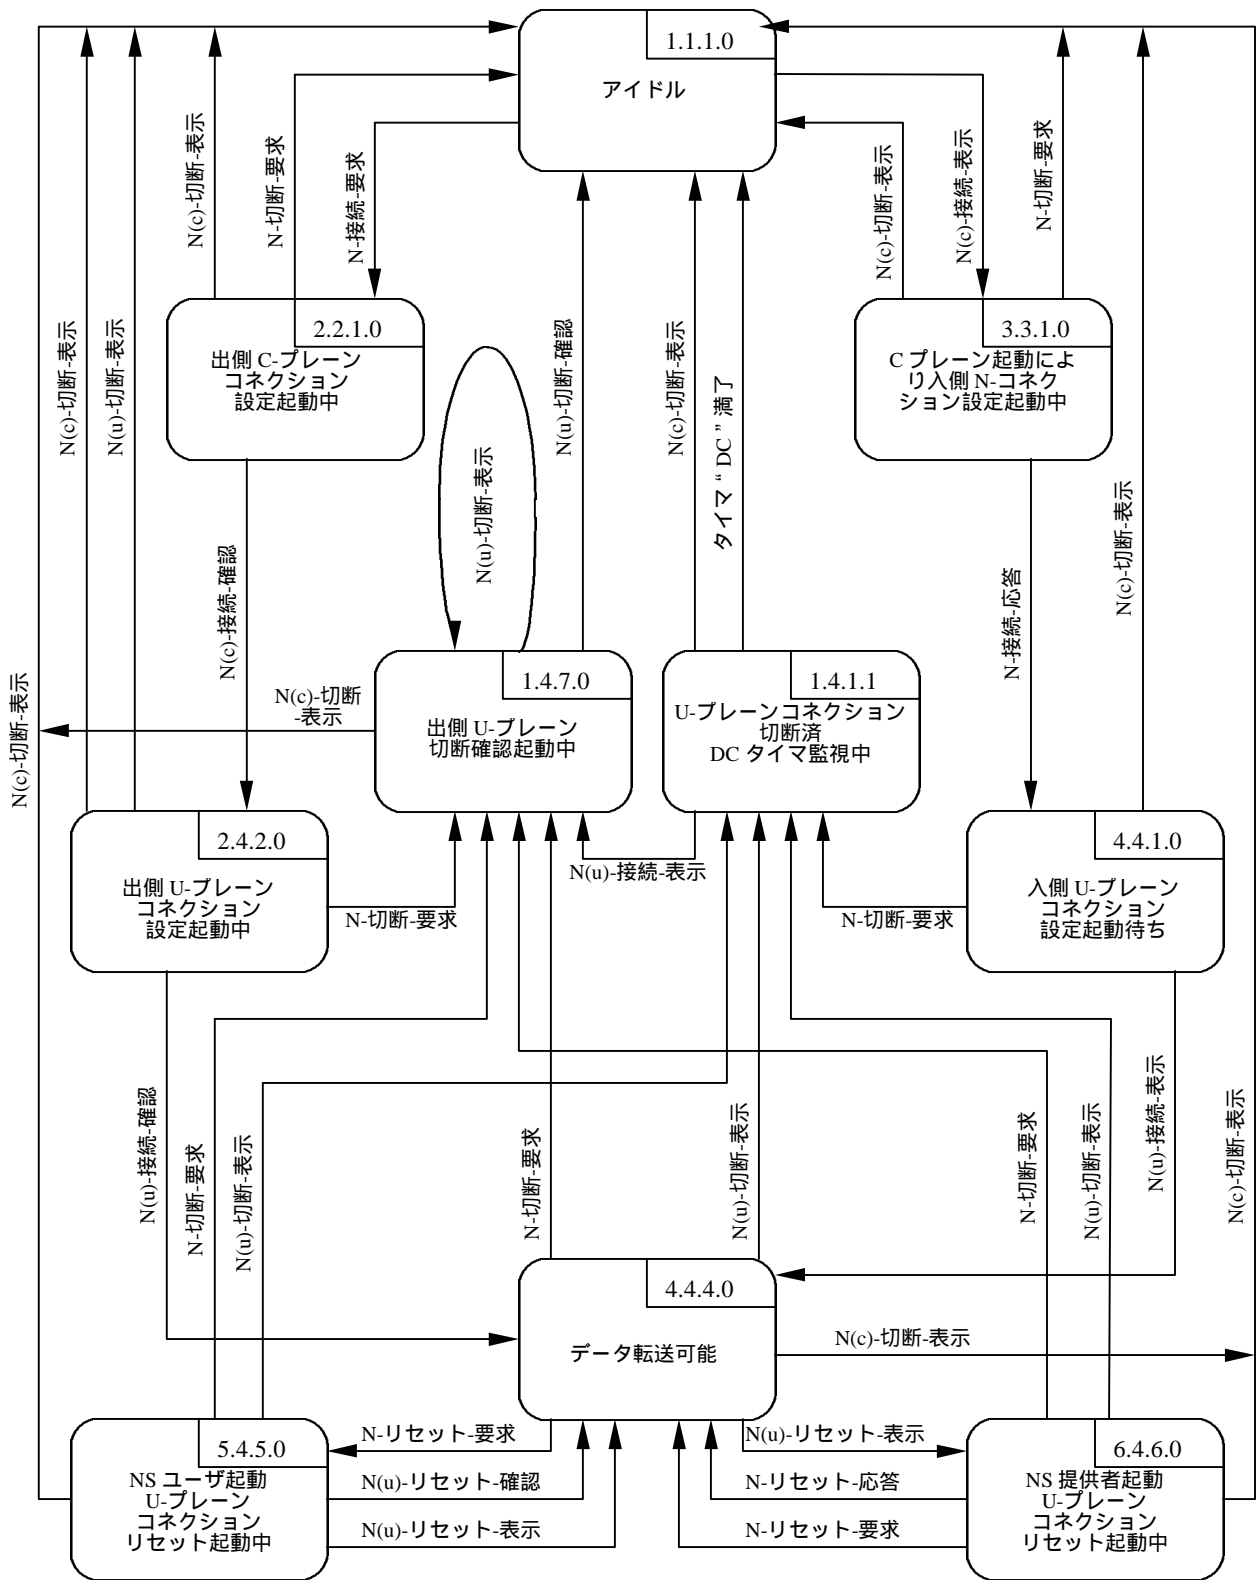 1.1.1.0
アイドル
N(c)-切断-表示
N-切断-要求
N-接続-要求
N(c)-切断-表示
N(c)-接続-表示
N-切断-要求
2.2.1.0
出側 C-プレーン
コネクション
設定起動中
3.3.1.0
C プレーン起動によ
り入側 N-コネク
ション設定起動中
N(c)-切断-表示
N(u)-切断-表示
N(u)-切断-表示
N(u)-切断-確認
N(c)-切断-表示
タイマ “ DC ” 満了
N(c)-切断-表示
N(c)-接続-確認
N-接続-応答
N(c)-切断-表示
N(c)-切断
-表示
1.4.7.0
出側 U-プレーン
切断確認起動中
1.4.1.1
U-プレーンコネクション
切断済
DC タイマ監視中
2.4.2.0
出側 U-プレーン
コネクション
設定起動中
N-切断-要求
N(u)-接続-表示
N-切断-要求
4.4.1.0
入側 U-プレーン
コネクション
設定起動待ち
N(u)-接続-確認
N-切断-要求
N(u)-切断-表示
N-切断-要求
N(u)-切断-表示
N-切断-要求
N(u)-切断-表示
N(u)-接続-表示
N(c)-切断-表示
4.4.4.0
データ転送可能
N(c)-切断-表示
5.4.5.0
NS ユーザ起動
U-プレーン
コネクション
リセット起動中
N-リセット-要求
N(u)-リセット-確認
N(u)-リセット-表示
N(u)-リセット-表示
N-リセット-応答
N-リセット-要求
6.4.6.0
NS 提供者起動
U-プレーン
コネクション
リセット起動中